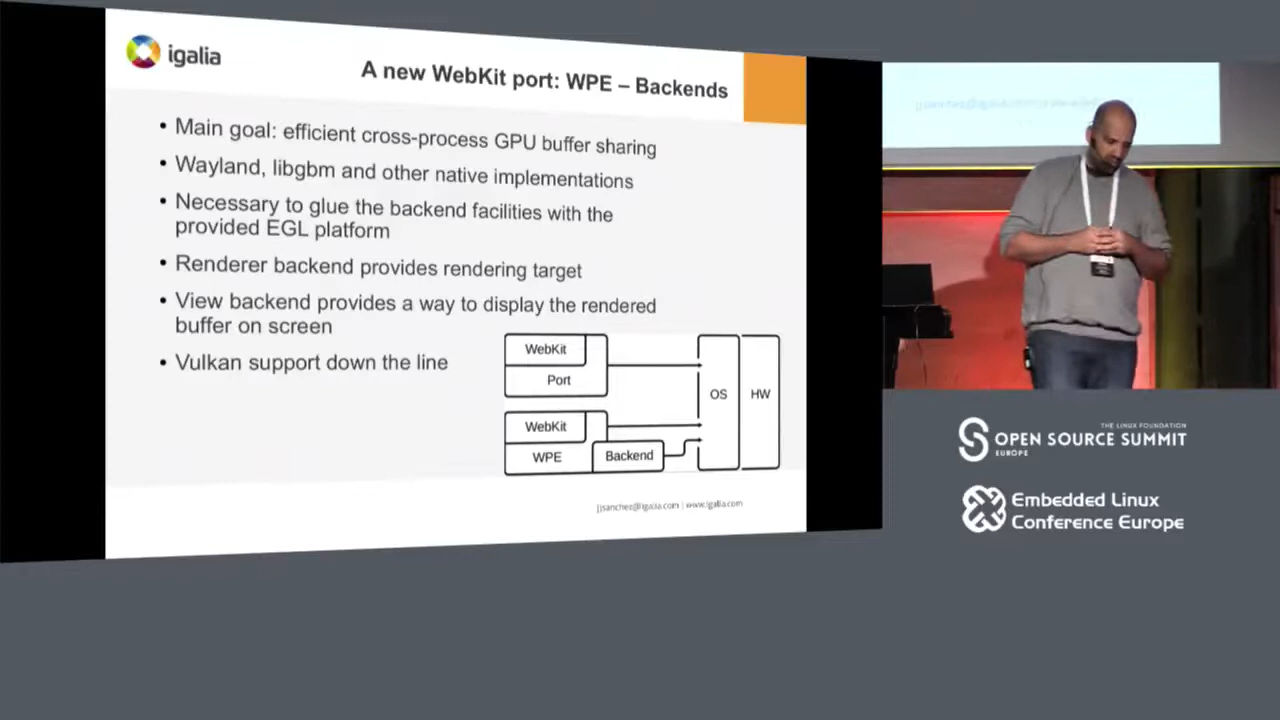 igalia
A new WebKit port: WPE – Backends
• Main goal: efficient cross-process GPU buffer sharing
• Wayland, libgbm and other native implementations
• Necessary to glue the backend facilities with the
provided EGL platform
• Renderer backend provides rendering target
• View backend provides a way to display the rendered
buffer on screen
• Vulkan support down the line
WebKit
Port
OS
HW
WebKit
WPE
Backend
jjsanchez@igalia.com | www.igalia.com
THE LINUX FOUNDATION
OPEN SOURCE SUMMIT
EUROPE
Embedded Linux
Conference Europe